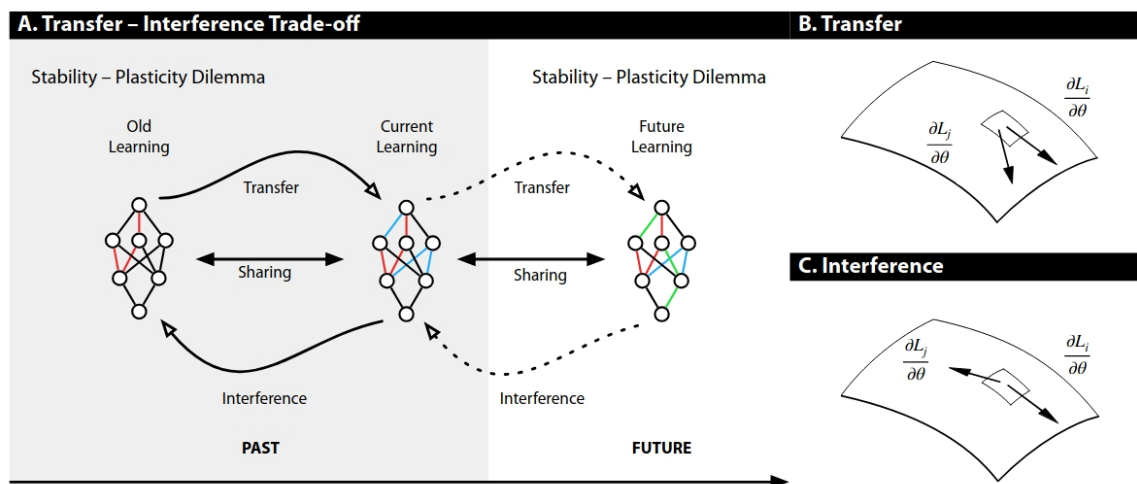 A. Transfer – Interference Trade-off
Stability – Plasticity Dilemma
Stability – Plasticity Dilemma
Old
Learning
Current
Learning
Future
Learning
Transfer
Transfer
Sharing
Sharing
Interference
Interference
PAST
FUTURE
B. Transfer
∂L_i
∂θ
∂L_j
∂θ
C. Interference
∂L_j
∂θ
∂L_i
∂θ